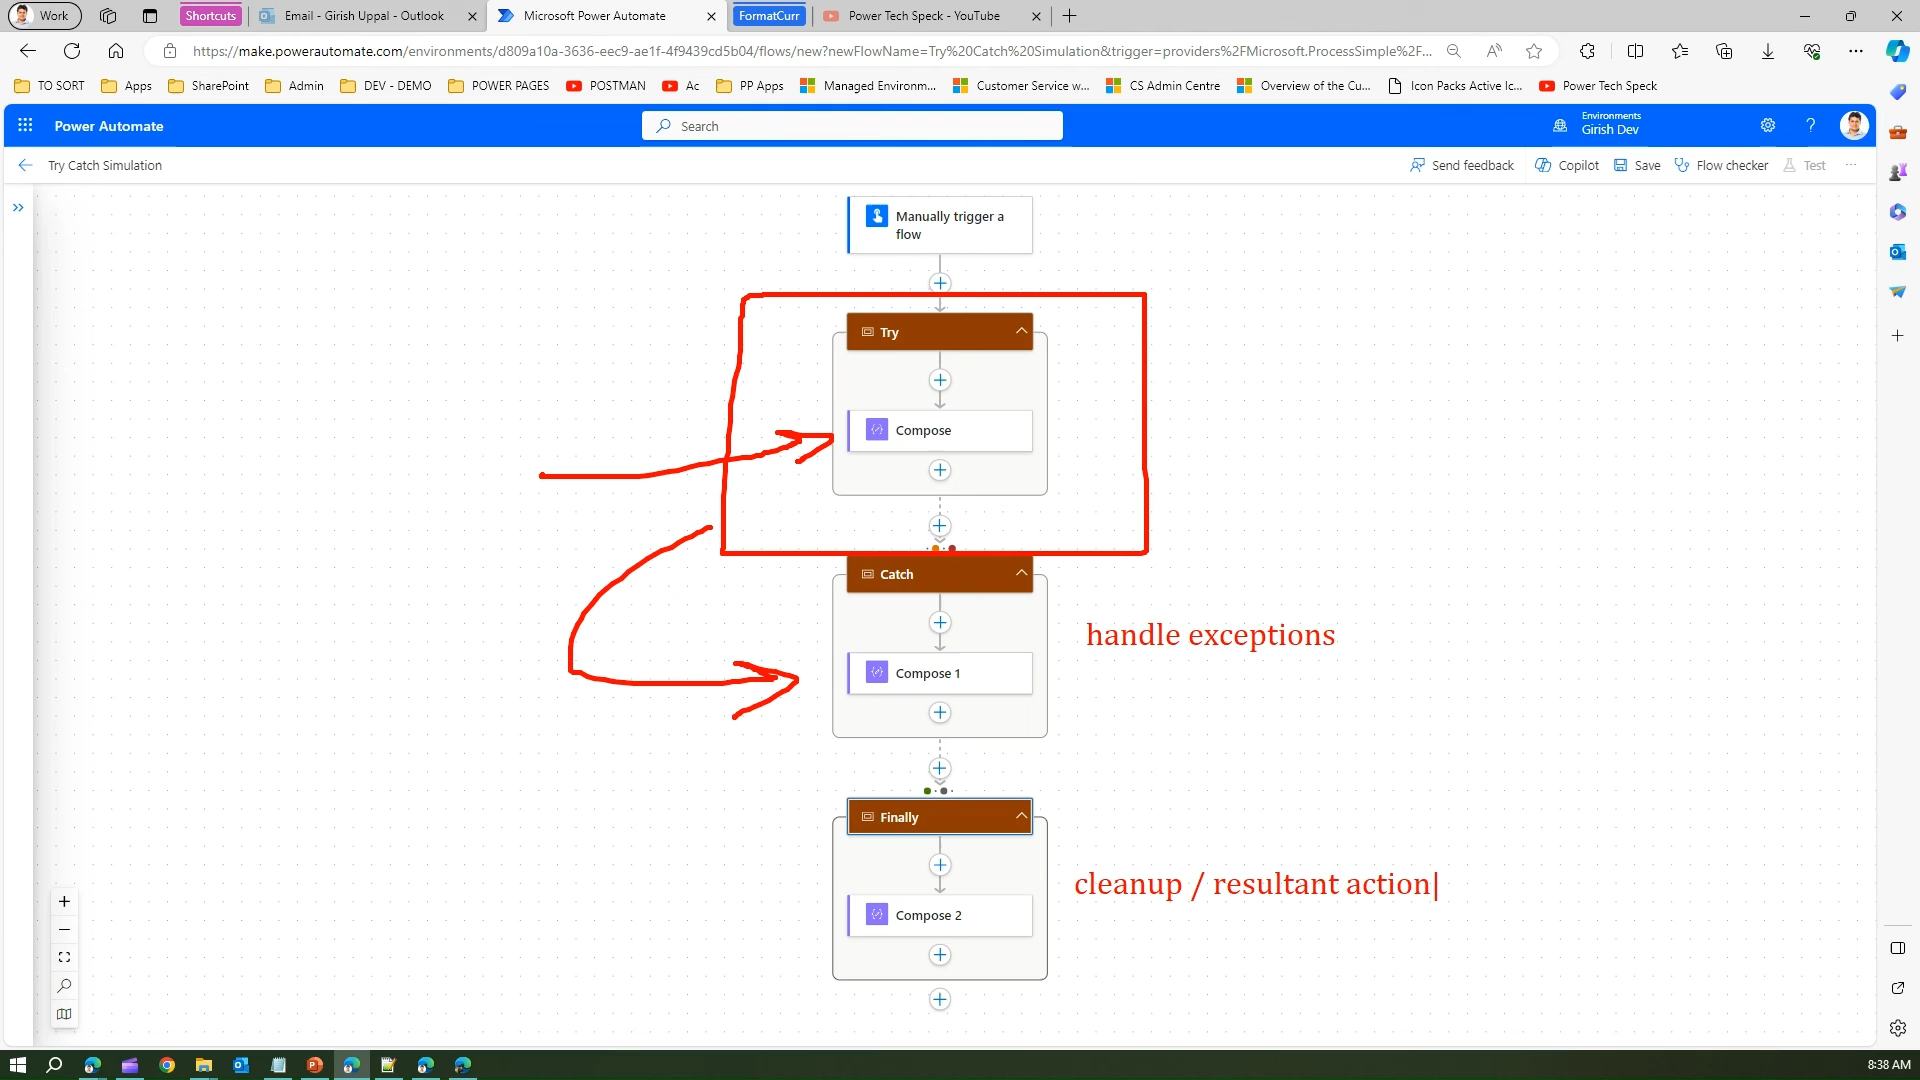 Work
Shortcuts
Email - Girish Uppal - Outlook
Microsoft Power Automate
FormatCurr
Power Tech Speck - YouTube
https://make.powerautomate.com/environments/d809a10a-3636-eec9-ae1f-4f9439cd5b04/flows/new?newFlowName=Try%20Catch%20Simulation&trigger=providers%2FMicrosoft.ProcessSimple%2F...
TO SORT
Apps
SharePoint
Admin
DEV - DEMO
POWER PAGES
POSTMAN
Ac
PP Apps
Managed Environm...
Customer Service w...
CS Admin Centre
Overview of the Cu...
Icon Packs Active Ic...
Power Tech Speck
Power Automate
Search
Environments
Girish Dev
Try Catch Simulation
Send feedback
Copilot
Save
Flow checker
Test
Manually trigger a
flow
Try
Compose
Catch
handle exceptions
Compose 1
Finally
cleanup / resultant action
Compose 2
8:38 AM